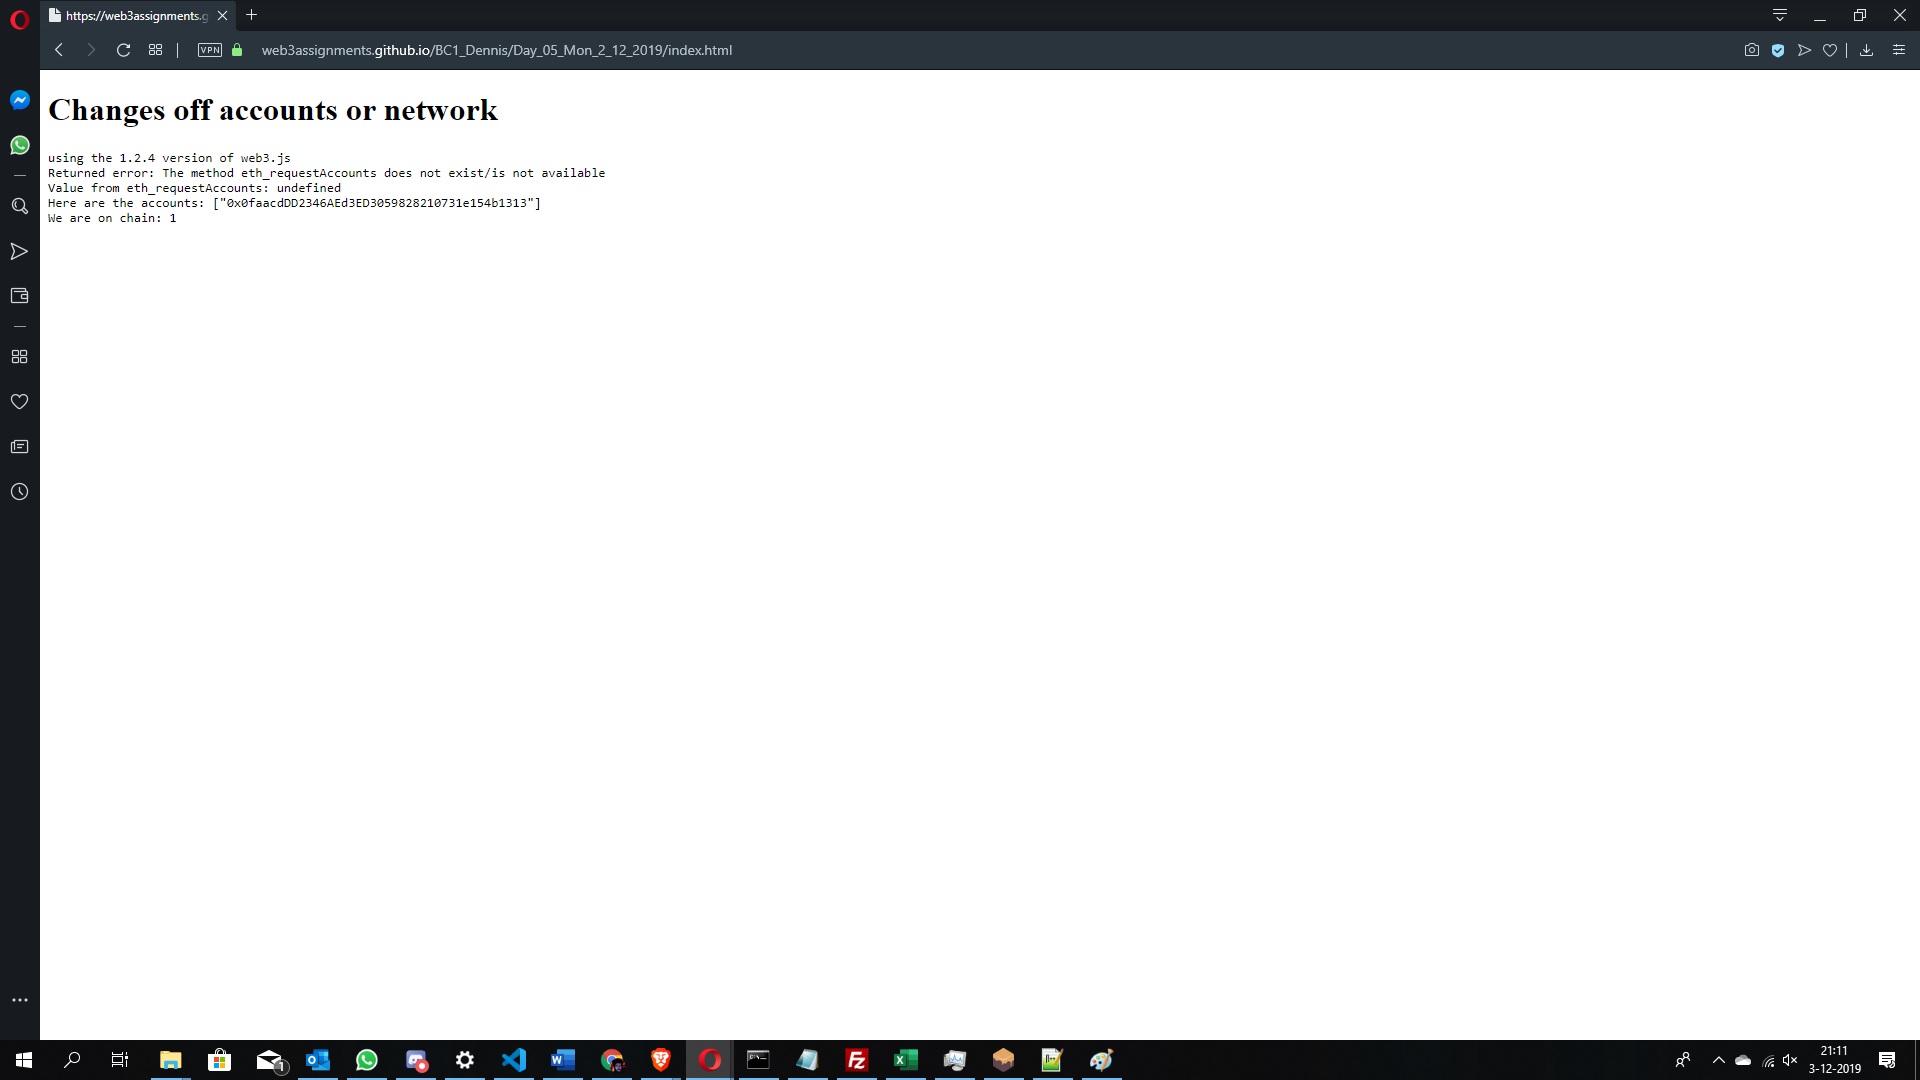 https://web3assignments.g
VPN
web3assignments.github.io/BC1_Dennis/Day_05_Mon_2_12_2019/index.html
Changes off accounts or network
using the 1.2.4 version of web3.js
Returned error: The method eth_requestAccounts does not exist/is not available
Value from eth_requestAccounts: undefined
Here are the accounts: ["0x0faacdDD2346AEd3ED3059828210731e154b1313"]
We are on chain: 1
21:11
3-12-2019